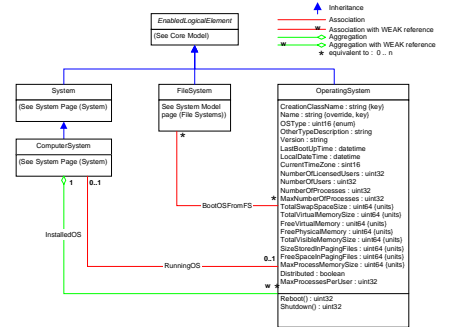 Inheritance
Association
w
Association with WEAK reference
Aggregation
w
Aggregation with WEAK reference
* equivalent to : 0 .. n
EnabledLogicalElement
(See Core Model)
System
(See System Page (System)
FileSystem
See System Model
page (File Systems))
OperatingSystem
CreationClassName : string {key}
Name : string {override, key}
OSType : uint16 {enum}
OtherTypeDescription : string
Version : string
LastBootUpTime : datetime
LocalDateTime : datetime
CurrentTimeZone : sint16
NumberOfLicensedUsers : uint32
NumberOfUsers : uint32
NumberOfProcesses : uint32
MaxNumberOfProcesses : uint32
TotalSwapSpaceSize : uint64 {units}
TotalVirtualMemorySize : uint64 {units}
FreeVirtualMemory : uint64 {units}
FreePhysicalMemory : uint64 {units}
TotalVisibleMemorySize : uint64 {units}
SizeStoredInPagingFiles : uint64 {units}
FreeSpaceInPagingFiles : uint64 {units}
MaxProcessMemorySize : uint64 {units}
Distributed : boolean
MaxProcessesPerUser : uint32
Reboot() : uint32
Shutdown() : uint32
ComputerSystem
(See System Page (System)
*
1
0..1
BootOSFromFS
*
InstalledOS
RunningOS
0..1
w *